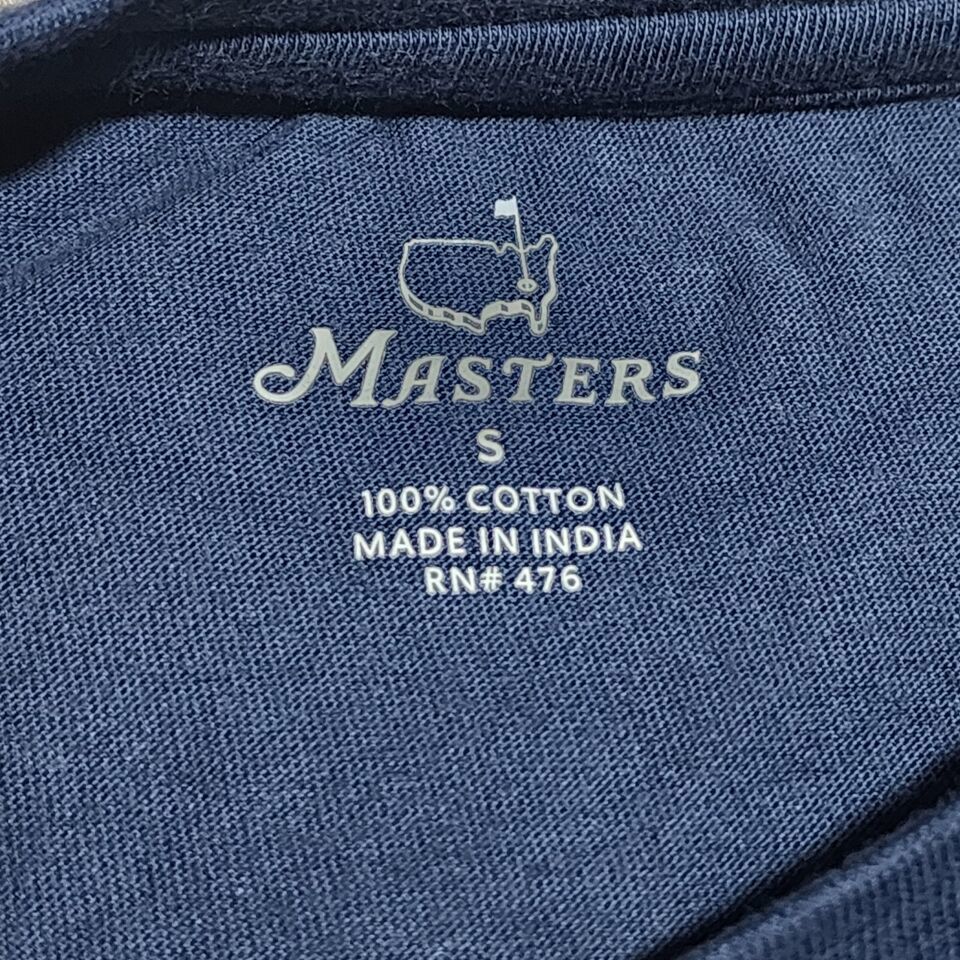 MASTERS
S
100% COTTON
MADE IN INDIA
RN# 476